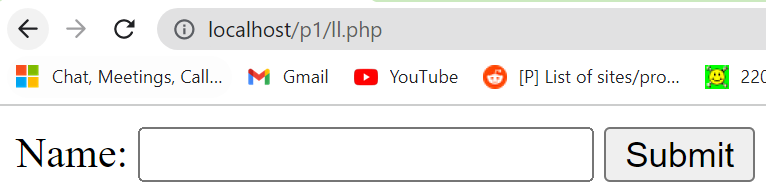 localhost/p1/ll.php
Chat, Meetings, Call... Gmail YouTube [P] List of sites/pro... 220
Name: Submit